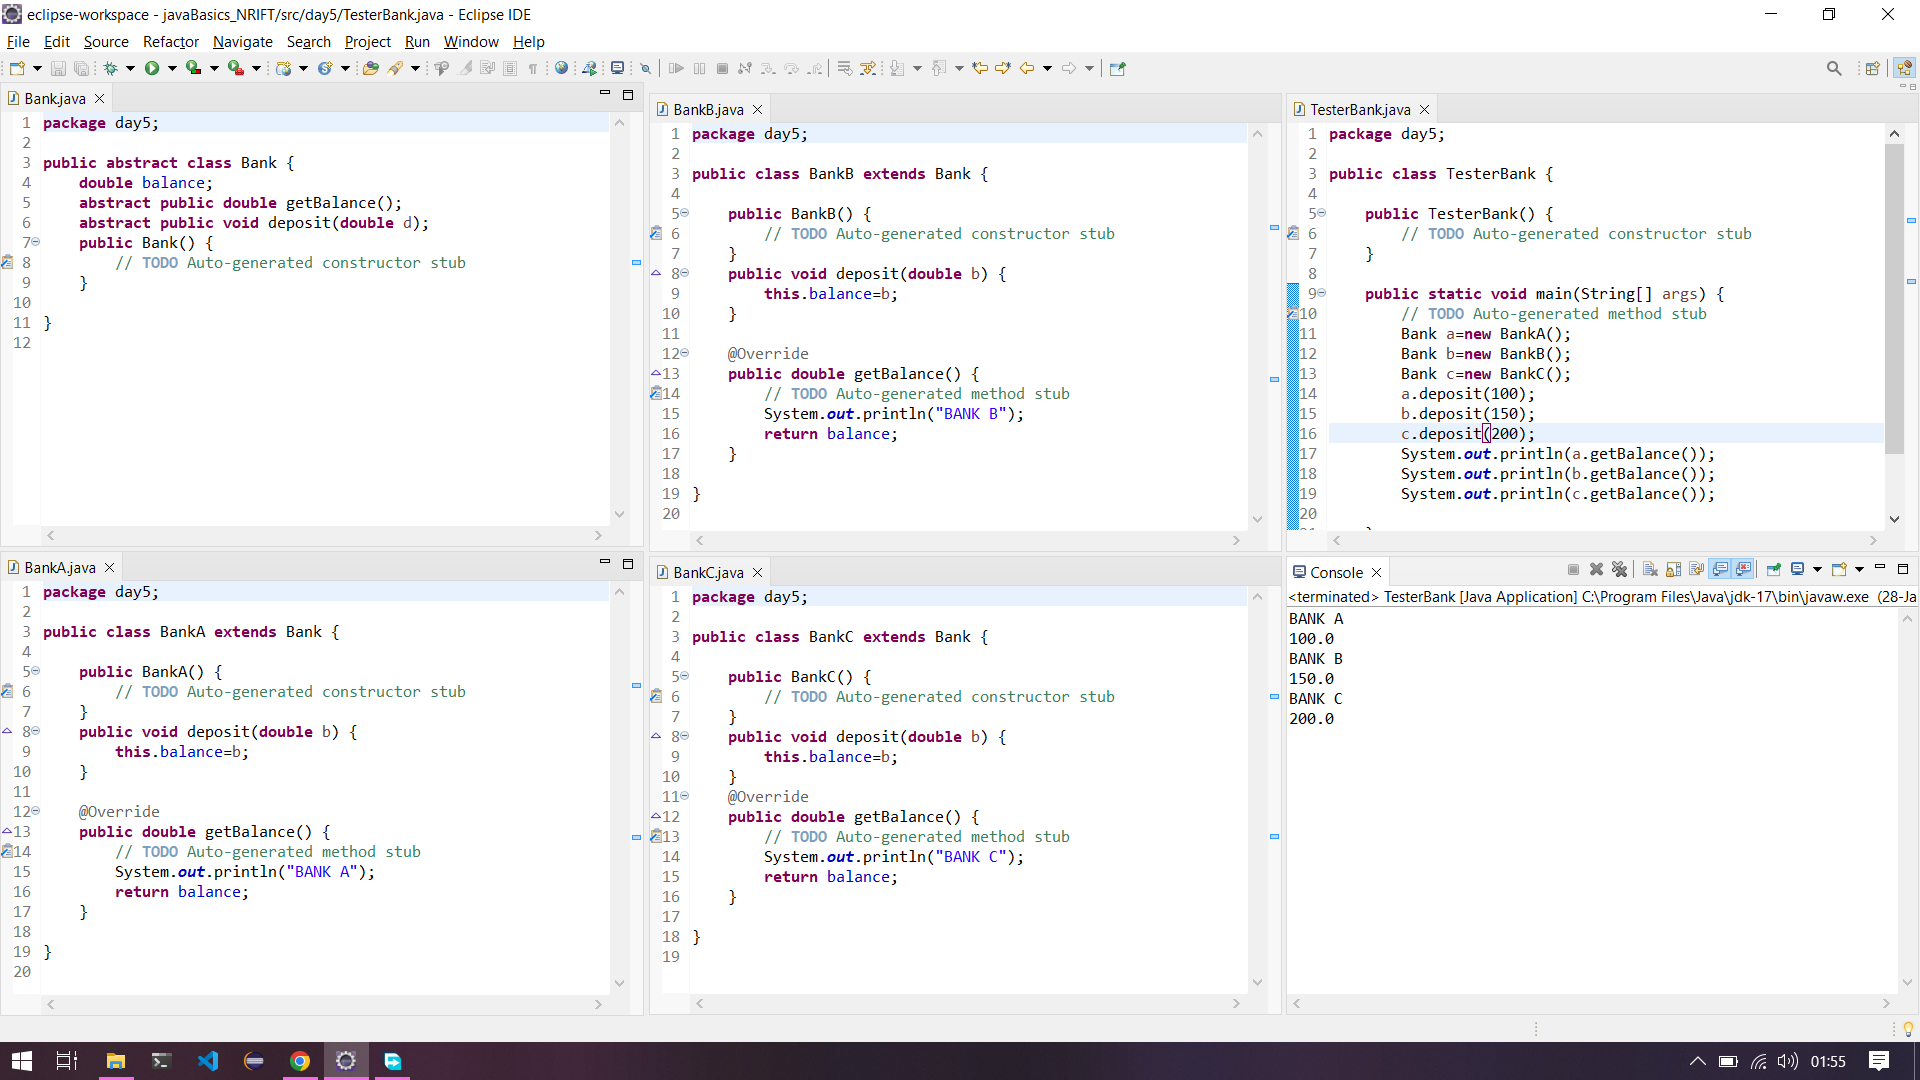 eclipse-workspace - javaBasics_NRIFT/src/day5/TesterBank.java - Eclipse IDE
File Edit Source Refactor Navigate Search Project Run Window Help
Bank.java
1 package day5;
2
3 public abstract class Bank {
4 double balance;
5 abstract public double getBalance();
6 abstract public void deposit(double d);
7 public Bank() {
8 // TODO Auto-generated constructor stub
9 }
10
11 }
12
BankB.java
1 package day5;
2
3 public class BankB extends Bank {
4
5 public BankB() {
6 // TODO Auto-generated constructor stub
7 }
8 public void deposit(double b) {
9 this.balance=b;
10 }
11
12 @Override
13 public double getBalance() {
14 // TODO Auto-generated method stub
15 System.out.println("BANK B");
16 return balance;
17 }
18
19 }
20
TesterBank.java
1 package day5;
2
3 public class TesterBank {
4
5 public TesterBank() {
6 // TODO Auto-generated constructor stub
7 }
8
9 public static void main(String[] args) {
10 // TODO Auto-generated method stub
11 Bank a=new BankA();
12 Bank b=new BankB();
13 Bank c=new BankC();
14 a.deposit(100);
15 b.deposit(150);
16 c.deposit(200);
17 System.out.println(a.getBalance());
18 System.out.println(b.getBalance());
19 System.out.println(c.getBalance());
20
BankA.java
1 package day5;
2
3 public class BankA extends Bank {
4
5 public BankA() {
6 // TODO Auto-generated constructor stub
7 }
8 public void deposit(double b) {
9 this.balance=b;
10 }
11
12 @Override
13 public double getBalance() {
14 // TODO Auto-generated method stub
15 System.out.println("BANK A");
16 return balance;
17 }
18
19 }
20
BankC.java
1 package day5;
2
3 public class BankC extends Bank {
4
5 public BankC() {
6 // TODO Auto-generated constructor stub
7 }
8 public void deposit(double b) {
9 this.balance=b;
10 }
11 @Override
12 public double getBalance() {
13 // TODO Auto-generated method stub
14 System.out.println("BANK C");
15 return balance;
16 }
17
18 }
19
Console
<terminated> TesterBank [Java Application] C:\Program Files\Java\jdk-17\bin\javaw.exe (28-Ja
BANK A
100.0
BANK B
150.0
BANK C
200.0
01:55